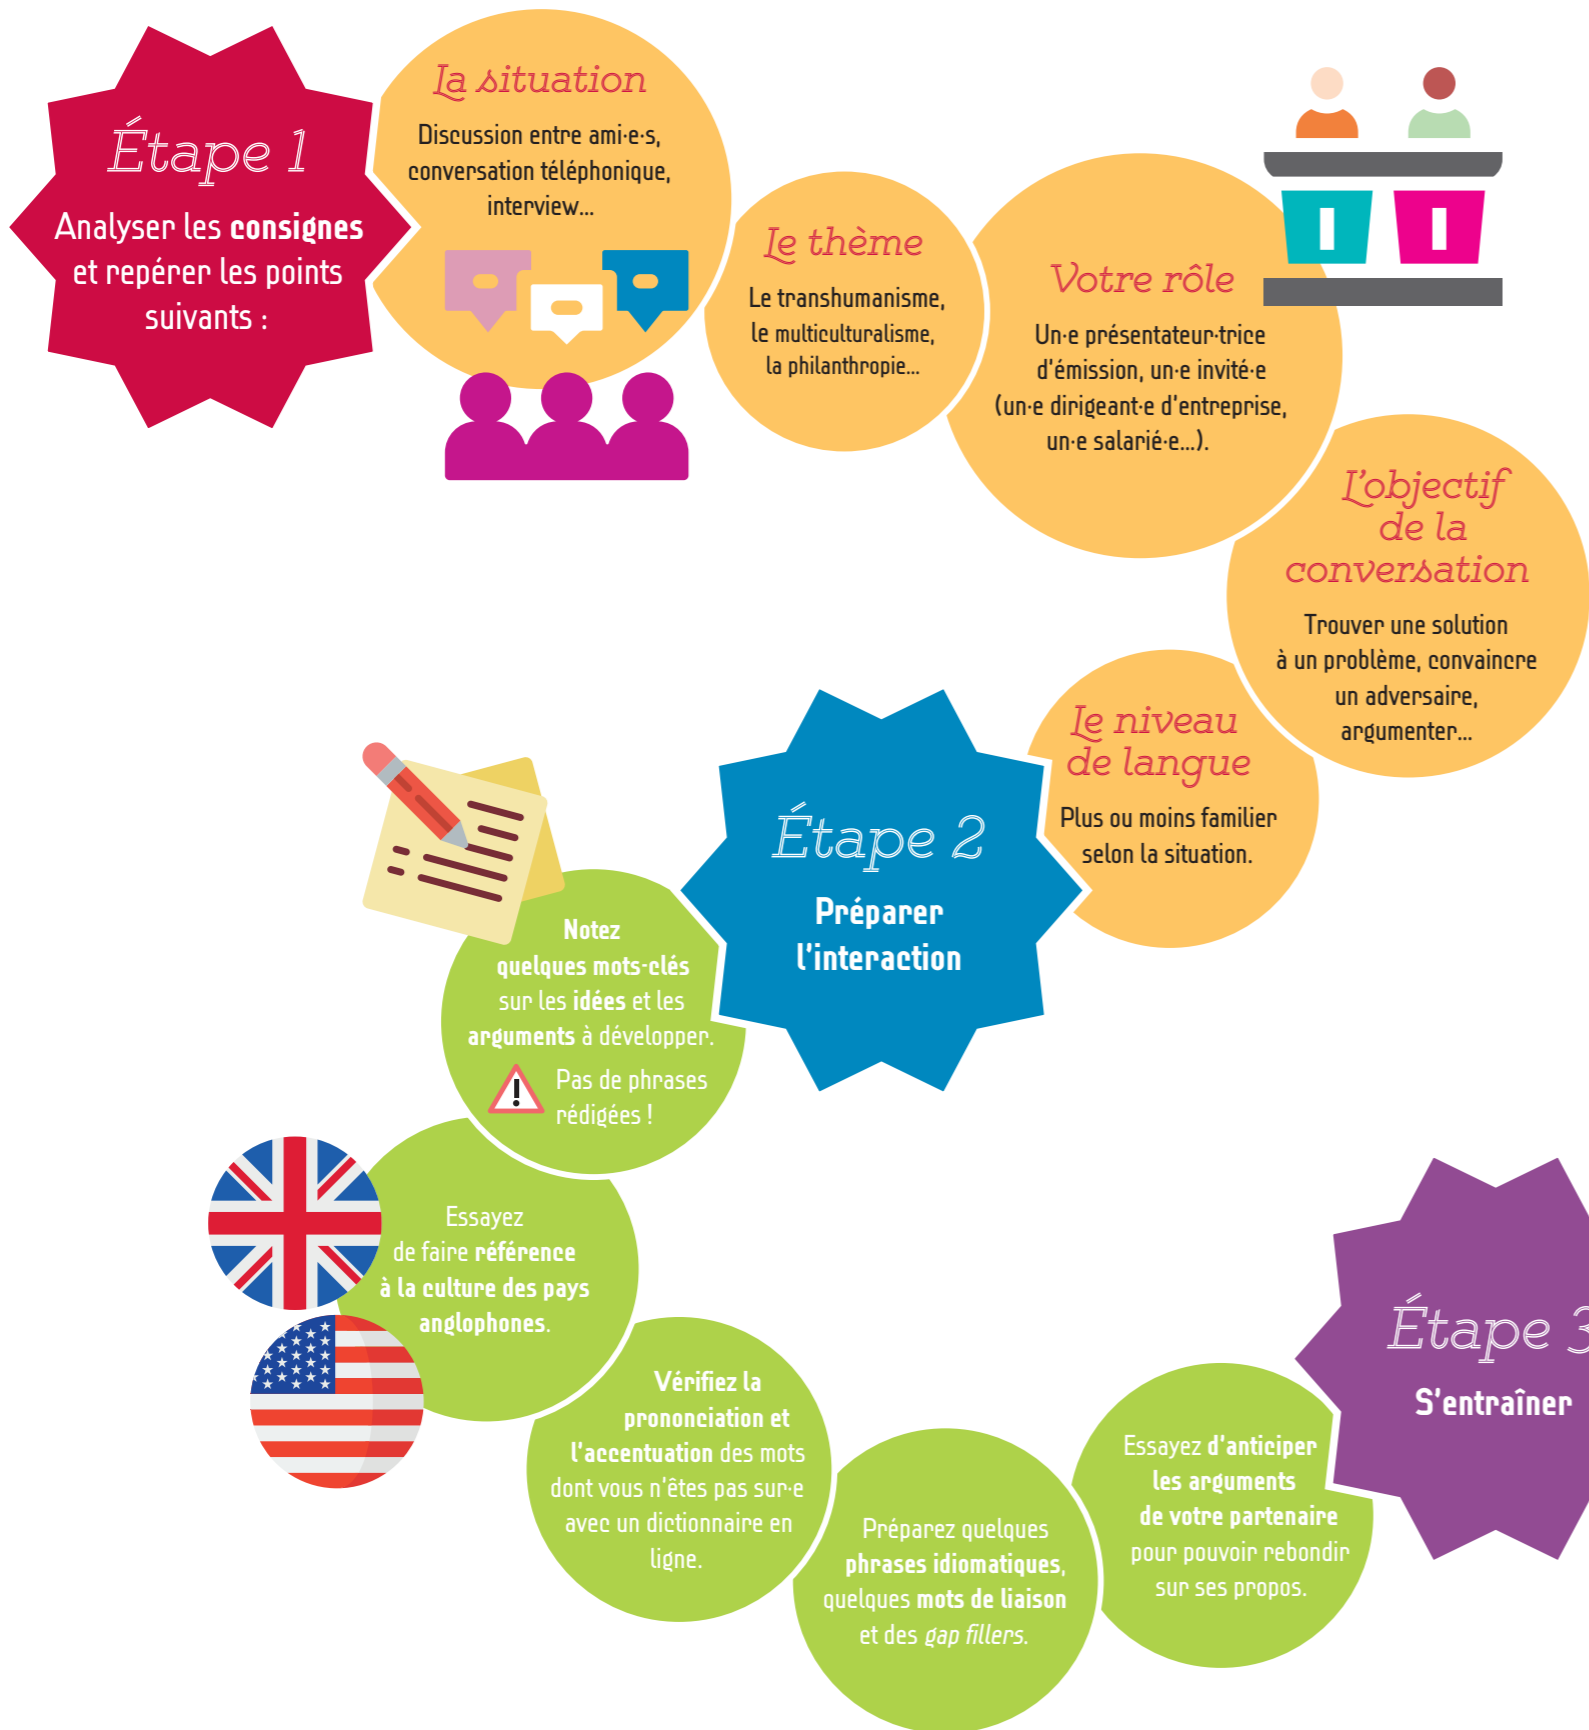 Étape 1
Analyser les consignes
et repérer les points
suivants :
La situation
Discussion entre ami·e·s,
conversation téléphonique,
interview...
Le thème
Le transhumanisme,
le multiculturalisme,
la philanthropie...
Votre rôle
Un·e présentateur·trice
d'émission, un·e invité·e
(un·e dirigeant·e d'entreprise,
un·e salarié·e...).
L'objectif
de la
conversation
Trouver une solution
à un problème, convaincre
un adversaire,
argumenter...
Le niveau
de langue
Plus ou moins familier
selon la situation.
Étape 2
Préparer
l'interaction
Notez
quelques mots-clés
sur les idées et les
arguments à développer.
Pas de phrases
rédigées !
Essayez
de faire référence
à la culture des pays
anglophones.
Vérifiez la
prononciation et
l'accentuation des mots
dont vous n'êtes pas sur·e
avec un dictionnaire en
ligne.
Préparez quelques
phrases idiomatiques,
quelques mots de liaison
et des gap fillers.
Essayez d'anticiper
les arguments
de votre partenaire
pour pouvoir rebondir
sur ses propos.
Étape 3
S'entraîner